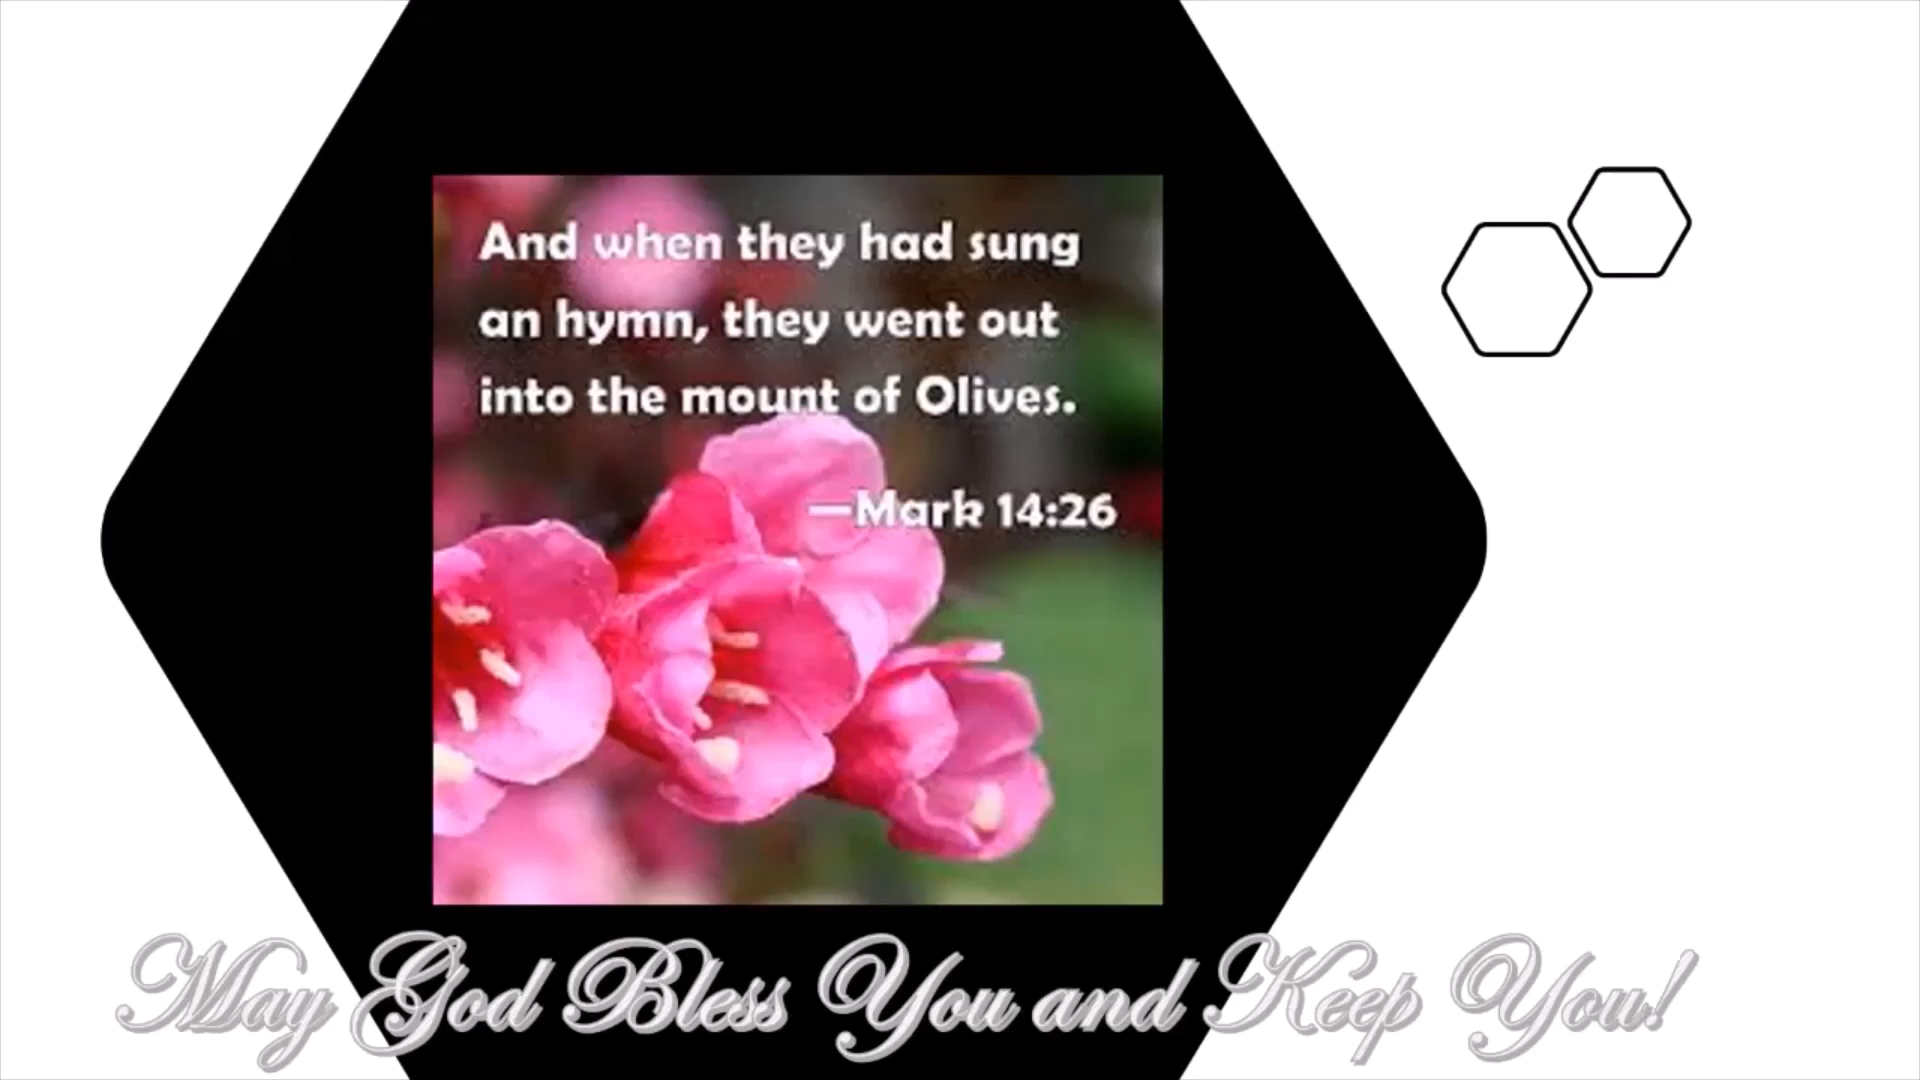 And when they had sung
an hymn, they went out
into the mount of Olives.
—Mark 14:26
May God Bless You and Keep You!